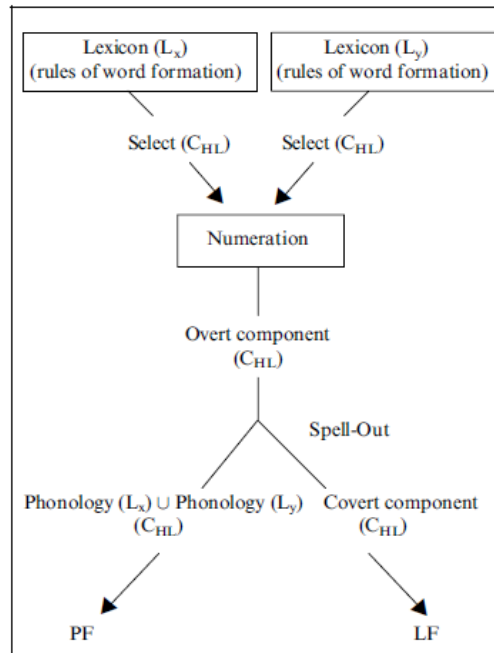 Lexicon (Lx) Lexicon (Ly)
(rules of word formation) (rules of word formation)
Select (CHL) Select (CHL)
Numeration
Overt component
(CHL)
Spell-Out
Phonology (Lx) ∪ Phonology (Ly) Covert component
(CHL) (CHL)
PF LF